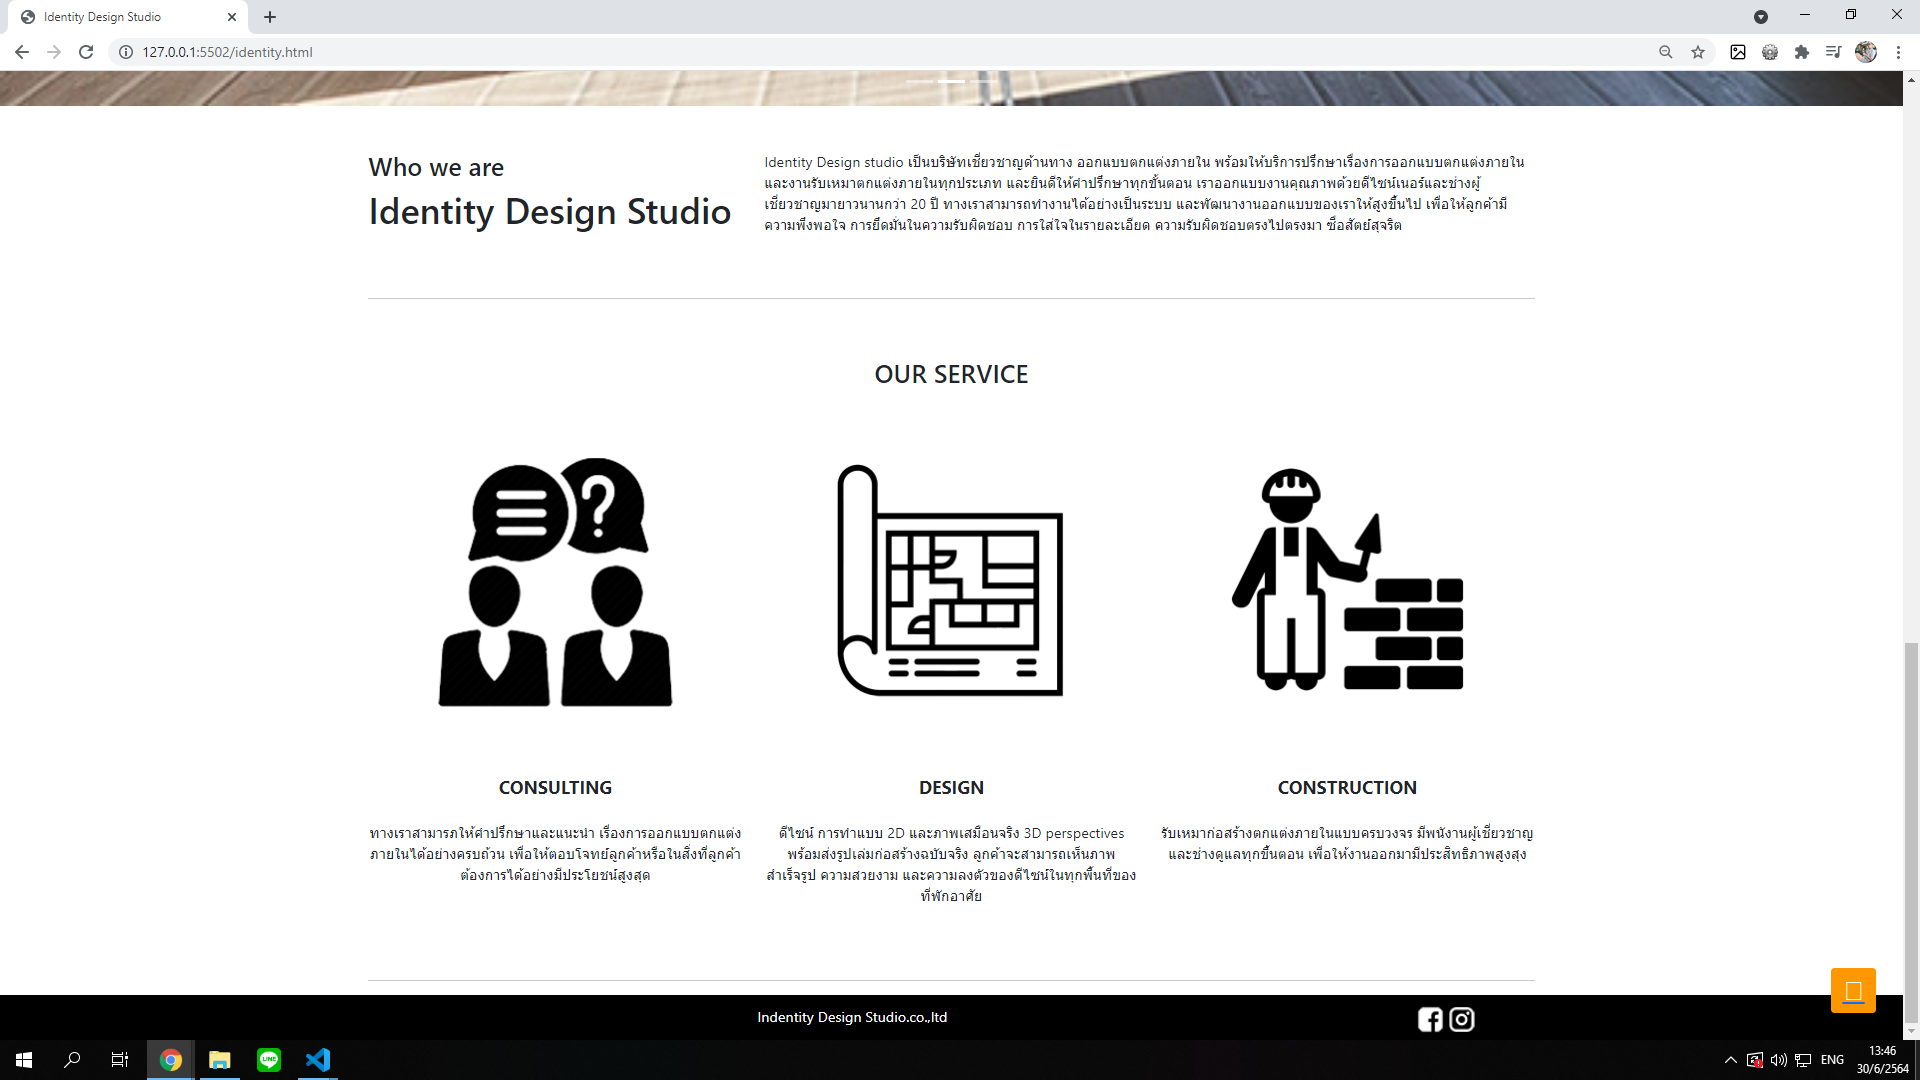 Identity Design Studio
127.0.0.1:5502/identity.html
Who we are
Identity Design Studio
Identity Design studio เป็นบริษัทเชี่ยวชาญด้านทาง ออกแบบตกแต่งภายใน พร้อมให้บริการปรึกษาเรื่องการออกแบบตกแต่งภายใน
และงานรับเหมาตกแต่งภายในทุกประเภท และยินดีให้คำปรึกษาทุกขั้นตอน เราออกแบบงานคุณภาพด้วยดีไซน์เนอร์และช่างผู้
เชี่ยวชาญมายาวนานกว่า 20 ปี ทางเราสามารถทำงานได้อย่างเป็นระบบ และพัฒนางานออกแบบของเราให้สูงขึ้นไป เพื่อให้ลูกค้ามี
ความพึงพอใจ การยึดมั่นในความรับผิดชอบ การใส่ใจในรายละเอียด ความรับผิดชอบตรงไปตรงมา ซื่อสัตย์สุจริต
OUR SERVICE
CONSULTING
ทางเราสามารภให้คำปรึกษาและแนะนำ เรื่องการออกแบบตกแต่ง
ภายในได้อย่างครบถ้วน เพื่อให้ตอบโจทย์ลูกค้าหรือในสิ่งที่ลูกค้า
ต้องการได้อย่างมีประโยชน์สูงสุด
DESIGN
ดีไซน์ การทำแบบ 2D และภาพเสมือนจริง 3D perspectives
พร้อมส่งรูปเล่มก่อสร้างฉบับจริง ลูกค้าจะสามารถเห็นภาพ
สำเร็จรูป ความสวยงาม และความลงตัวของดีไซน์ในทุกพื้นที่ของ
ที่พักอาศัย
CONSTRUCTION
รับเหมาก่อสร้างตกแต่งภายในแบบครบวงจร มีพนังานผู้เชี่ยวชาญ
และช่างดูแลทุกขึ้นตอน เพื่อให้งานออกมามีประสิทธิภาพสูงสุง
Indentity Design Studio.co.,ltd
LINE
ENG
13:46
30/6/2564